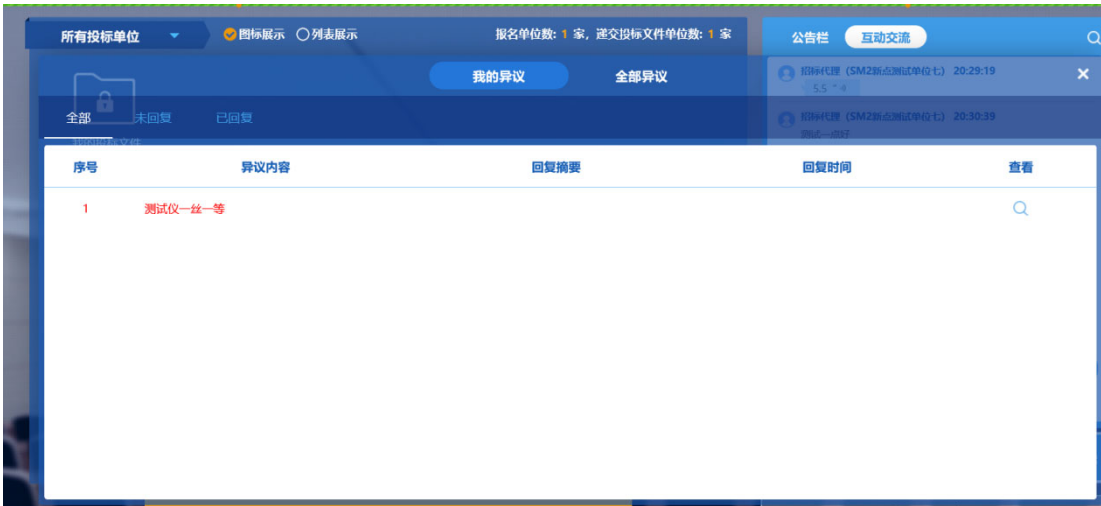 所有投标单位 图标展示 列表展示 报名单位数: 1 家, 递交投标文件单位数: 1 家 公告栏 互动交流
我的异议 全部异议
招标代理 (SM2新点测试单位七) 20:29:19
全部 未回复 已回复
招标代理 (SM2新点测试单位七) 20:30:39
序号 异议内容 回复摘要 回复时间 查看
1 测试仪一丝一等